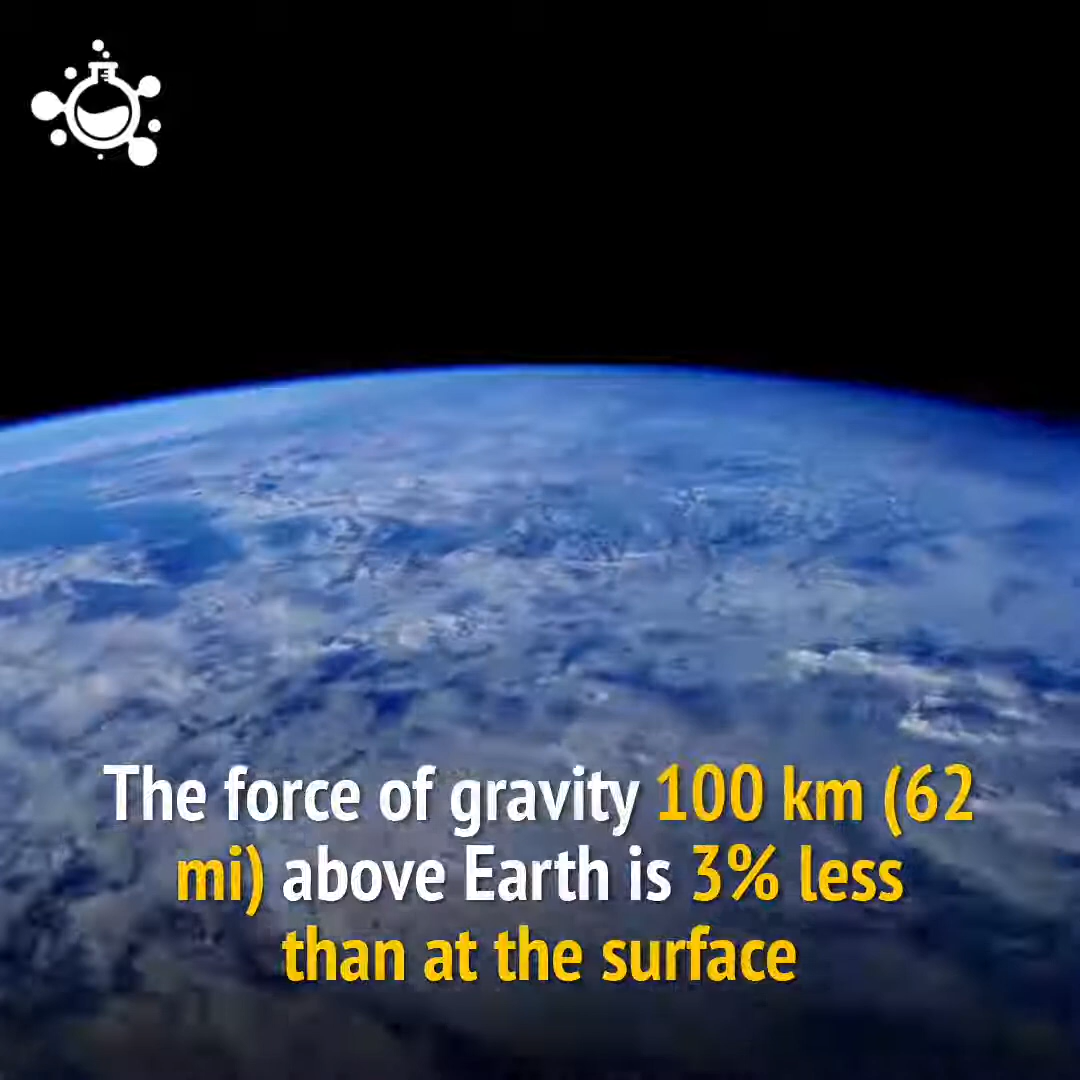 The force of gravity 100 km (62
mi) above Earth is 3% less
than at the surface